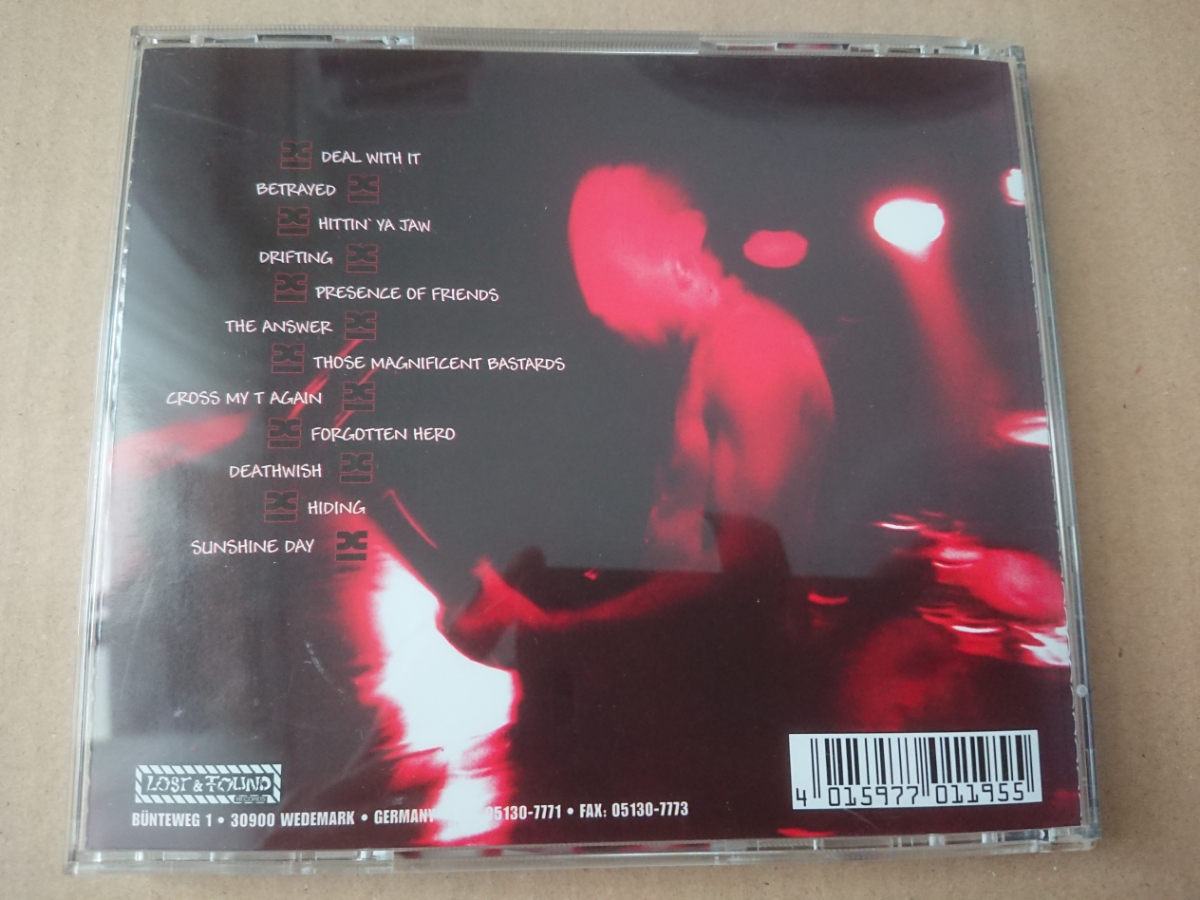 DEAL WITH IT
BETRAYED
HITTIN` YA JAW
DRIFTING
PRESENCE OF FRIENDS
THE ANSWER
THOSE MAGNIFICENT BASTARDS
CROSS MY T AGAIN
FORGOTTEN HERO
DEATHWISH
HIDING
SUNSHINE DAY
LOST & FOUND
BÜNTEWEG 1 • 30900 WEDEMARK • GERMANY 05130-7771 • FAX: 05130-7773
4 015977 011955